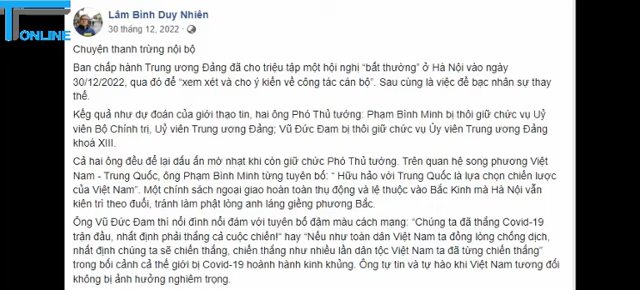 TF ONLINE
Lâm Bình Duy Nhiên
30 tháng 12, 2022 ·
Chuyện thanh trừng nội bộ
Ban chấp hành Trung ương Đảng đã cho triệu tập một hội nghị “bất thường” ở Hà Nội vào ngày
30/12/2022, qua đó để “xem xét và cho ý kiến về công tác cán bộ”. Sau cùng là việc để bạc nhân sự thay
thế.
Kếgq quả như dự đoán của giới thạo tin, hai ông Phó Thủ tướng: Phạm Bình Minh bị thôi giữ chức vụ Uỷ
viên Bộ Chính trị, Uỷ viên Trung ương Đảng; Vũ Đức Đam bị thôi giữ chức vụ Ủy viên Trung ương Đảng
khoá XIII.
Cả hai ông đều để lại dấu ấn mờ nhạt khi còn giữ chức Phó Thủ tướng. Trên quan hệ song phương Việt
Nam - Trung Quốc, ông Phạm Bình Minh từng tuyên bố: “ Hữu hảo với Trung Quốc là lựa chọn chiến lược
của Việt Nam”. Một chính sách ngoại giao hoàn toàn thụ động và lệ thuộc vào Bắc Kinh mà Hà Nội vẫn
kiên trì theo đuổi, tránh làm phật lòng anh láng giềng phương Bắc.
Ông Vũ Đức Đam thì nổi đình nổi đám với tuyên bố đậm màu cách mạng: “Chúng ta đã thắng Covid-19
trận đầu, nhất định phải thắng cả cuộc chiến!” hay “Nếu như toàn dân Việt Nam ta đồng lòng chống dịch,
nhất định chúng ta sẽ chiến thắng, chiến thắng như nhiều lần dân tộc Việt Nam ta đã từng chiến thắng”
trong bối cảnh cả thế giới bị Covid-19 hoành hành kinh khủng. Ông tự tin và tự hào khi Việt Nam tương đối
không bị ảnh hưởng nghiêm trọng.